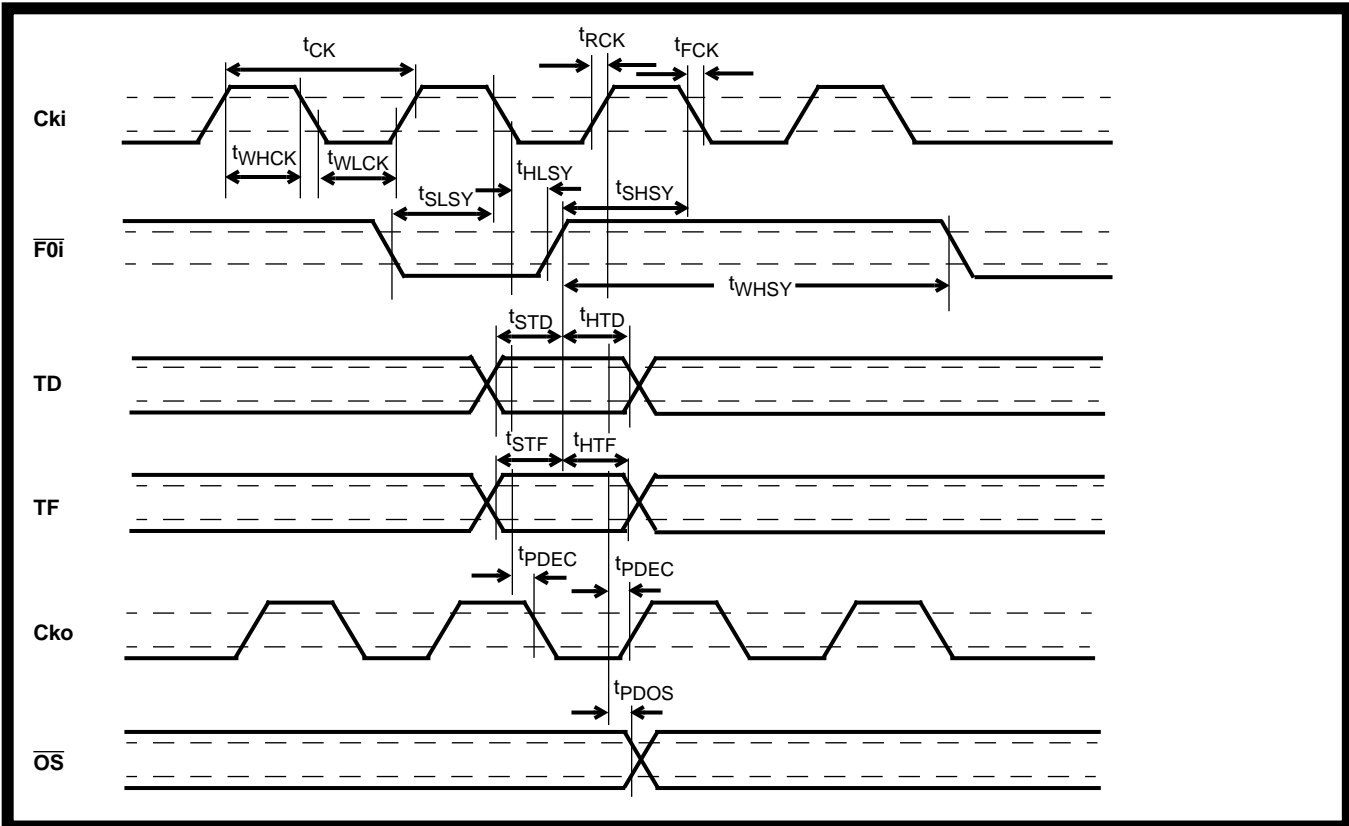 tCK
tRCK
tFCK
Cki
tWHCK
tWLCK
tHLSY
tSLSY
tSHSY
F0i
tWHSY
tSTD
tHTD
TD
tSTF
tHTF
TF
tPDEC
tPDEC
Cko
tPDOS
OS